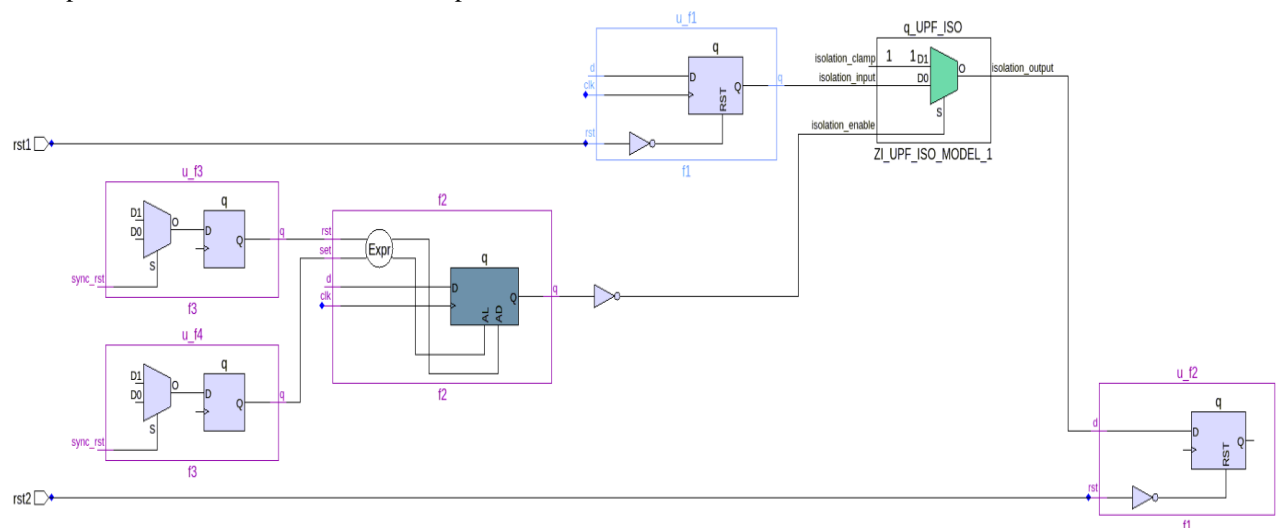 u_f1
q
d
D
clk
Q
q
RST
rst
f1
rst1
q_UPF_ISO
isolation_clamp
1
1
D1
O
isolation_output
isolation_input
D0
isolation_enable
S
ZI_UPF_ISO_MODEL_1
u_f3
q
D1
O
D
D0
Q
q
S
sync_rst
f3
f2
rst
Expr
set
q
d
D
clk
Q
q
AL
AD
f2
u_f4
q
D1
O
D
D0
Q
q
S
sync_rst
f3
u_f2
q
d
D
Q
RST
rst
f1
rst2